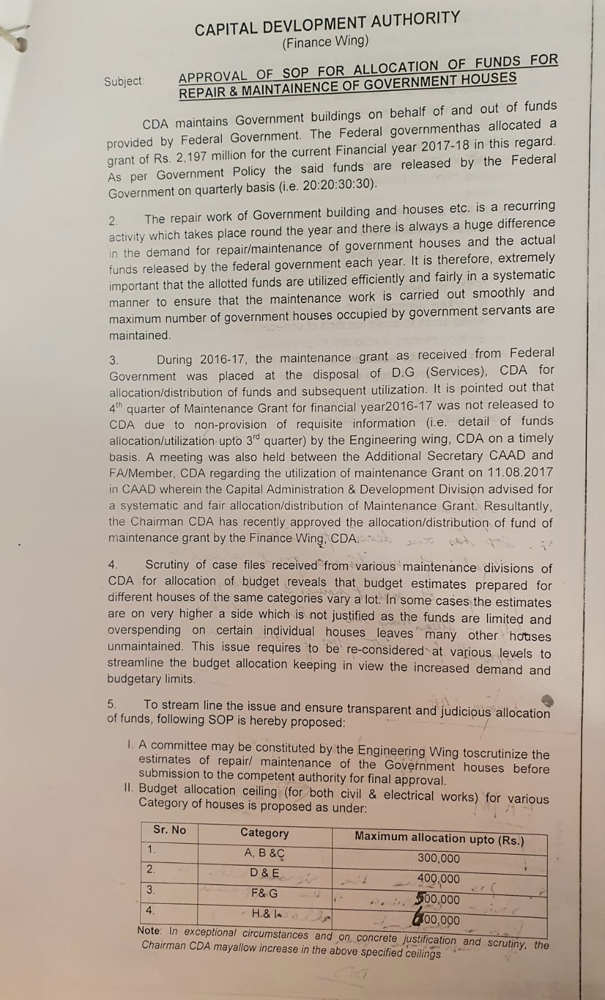 CAPITAL DEVLOPMENT AUTHORITY
(Finance Wing)
Subject: APPROVAL OF SOP FOR ALLOCATION OF FUNDS FOR
REPAIR & MAINTAINENCE OF GOVERNMENT HOUSES
CDA maintains Government buildings on behalf of and out of funds
provided by Federal Government. The Federal governmenthas allocated a
grant of Rs. 2,197 million for the current Financial year 2017-18 in this regard.
As per Government Policy the said funds are released by the Federal
Government on quarterly basis (i.e. 20:20:30:30).
2. The repair work of Government building and houses etc. is a recurring
activity which takes place round the year and there is always a huge difference
in the demand for repair/maintenance of government houses and the actual
funds released by the federal government each year. It is therefore, extremely
important that the allotted funds are utilized efficiently and fairly in a systematic
manner to ensure that the maintenance work is carried out smoothly and
maximum number of government houses occupied by government servants are
maintained.
3. During 2016-17, the maintenance grant as received from Federal
Government was placed at the disposal of D.G (Services), CDA for
allocation/distribution of funds and subsequent utilization. It is pointed out that
4th quarter of Maintenance Grant for financial year2016-17 was not released to
CDA due to non-provision of requisite information (i.e. detail of funds
allocation/utilization upto 3rd quarter) by the Engineering wing, CDA on a timely
basis. A meeting was also held between the Additional Secretary CAAD and
FA/Member, CDA regarding the utilization of maintenance Grant on 11.08.2017
in CAAD wherein the Capital Administration & Development Division advised for
a systematic and fair allocation/distribution of Maintenance Grant. Resultantly,
the Chairman CDA has recently approved the allocation/distribution of fund of
maintenance grant by the Finance Wing, CDA.
4. Scrutiny of case files received from various maintenance divisions of
CDA for allocation of budget reveals that budget estimates prepared for
different houses of the same categories vary a lot. In some cases the estimates
are on very higher a side which is not justified as the funds are limited and
overspending on certain individual houses leaves many other houses
unmaintained. This issue requires to be re-considered at various levels to
streamline the budget allocation keeping in view the increased demand and
budgetary limits.
5. To stream line the issue and ensure transparent and judicious allocation
of funds, following SOP is hereby proposed:
I. A committee may be constituted by the Engineering Wing toscrutinize the
estimates of repair/ maintenance of the Government houses before
submission to the competent authority for final approval.
II. Budget allocation ceiling (for both civil & electrical works) for various
Category of houses is proposed as under:
Sr. No Category Maximum allocation upto (Rs.)
1. A, B &C 300,000
2. D & E 400,000
3. F& G 500,000
4. H & I 600,000
Note: In exceptional circumstances and on concrete justification and scrutiny, the
Chairman CDA mayallow increase in the above specified ceilings